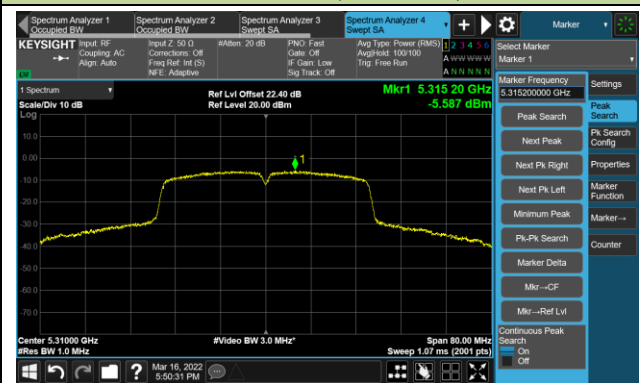 Spectrum Analyzer 1
Occupied BW
Spectrum Analyzer 2
Occupied BW
Spectrum Analyzer 3
Swept SA
Spectrum Analyzer 4
Swept SA
Marker
KEYSIGHT
Input: RF
Coupling: AC
Align: Auto
Input Z: 50 Ω
Corrections: Off
Freq Ref: Int (S)
NFE: Adaptive
#Atten: 20 dB
PNO: Fast
Gate: Off
IF Gain: Low
Sig Track: Off
Avg Type: Power (RMS)
Avg|Hold: 100/100
Trig: Free Run
1 2 3 4 5 6
A W W W W W
A N N N N N
Select Marker
Marker 1
1 Spectrum
Scale/Div 10 dB
Log
Ref Lvl Offset 22.40 dB
Ref Level 20.00 dBm
Mkr1 5.315 20 GHz
-5.587 dBm
10.0
0.00
-10.0
-20.0
-30.0
-40.0
-50.0
-60.0
-70.0
1
Center 5.31000 GHz
#Res BW 1.0 MHz
#Video BW 3.0 MHz*
Span 80.00 MHz
Sweep 1.07 ms (2001 pts)
Marker Frequency
5.315200000 GHz
Peak Search
Next Peak
Next Pk Right
Next Pk Left
Minimum Peak
Pk-Pk Search
Marker Delta
Mkr→CF
Mkr→Ref Lvl
Continuous Peak
Search
On
Off
Settings
Peak
Search
Pk Search
Config
Properties
Marker
Function
Marker→
Counter
Mar 16, 2022
5:50:31 PM